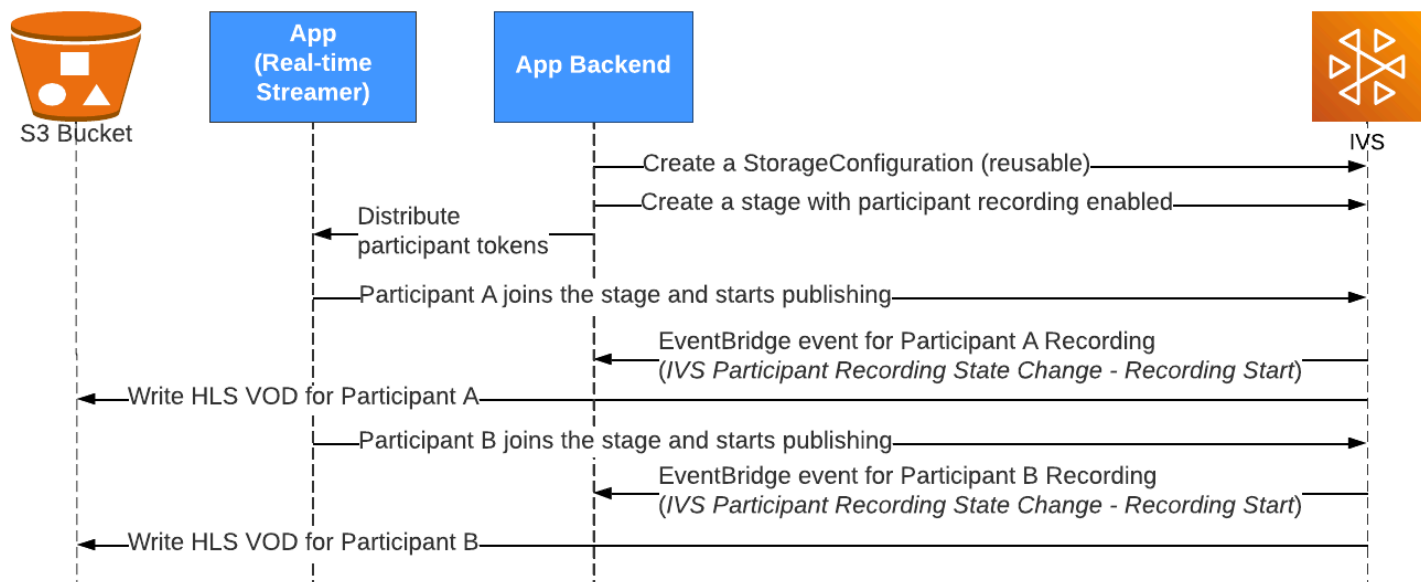 App
(Real-time
Streamer)
App Backend
S3 Bucket
IVS
Create a StorageConfiguration (reusable)
Create a stage with participant recording enabled
Distribute
participant tokens
Participant A joins the stage and starts publishing
EventBridge event for Participant A Recording
(IVS Participant Recording State Change - Recording Start)
Write HLS VOD for Participant A
Participant B joins the stage and starts publishing
EventBridge event for Participant B Recording
(IVS Participant Recording State Change - Recording Start)
Write HLS VOD for Participant B